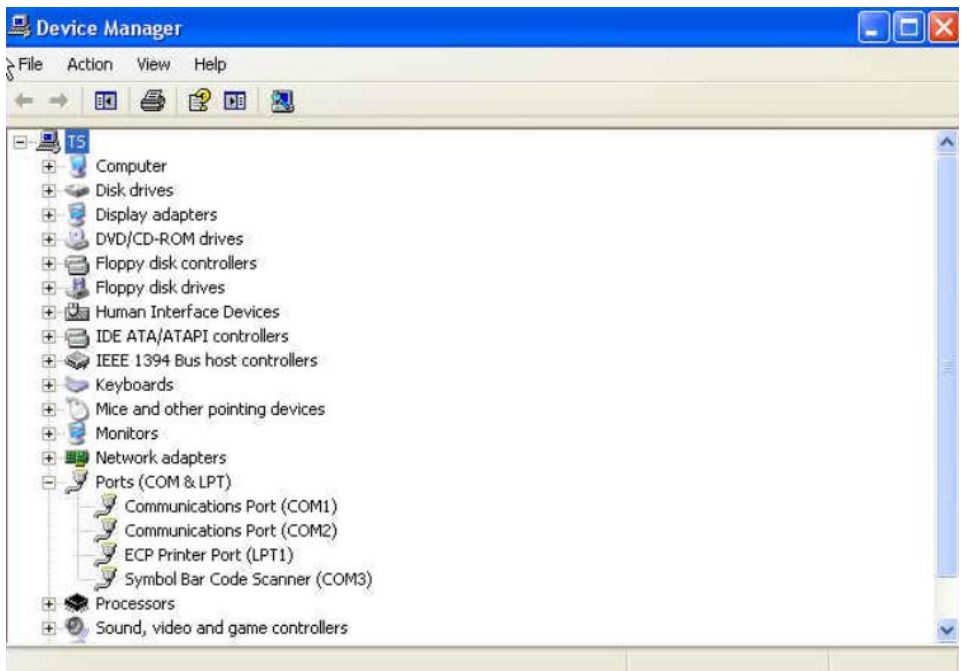 Device Manager
File Action View Help
TS
Computer
Disk drives
Display adapters
DVD/CD-ROM drives
Floppy disk controllers
Floppy disk drives
Human Interface Devices
IDE ATA/ATAPI controllers
IEEE 1394 Bus host controllers
Keyboards
Mice and other pointing devices
Monitors
Network adapters
Ports (COM & LPT)
Communications Port (COM1)
Communications Port (COM2)
ECP Printer Port (LPT1)
Symbol Bar Code Scanner (COM3)
Processors
Sound, video and game controllers